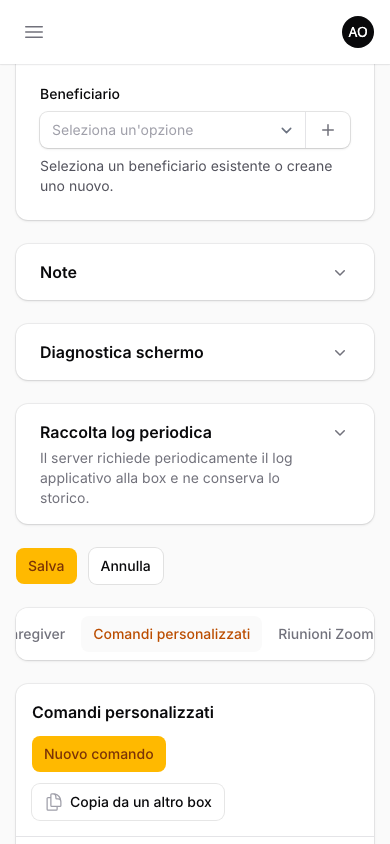 AO
Beneficiario
Seleziona un'opzione
Seleziona un beneficiario esistente o creane
uno nuovo.
Note
Diagnostica schermo
Raccolta log periodica
Il server richiede periodicamente il log
applicativo alla box e ne conserva lo
storico.
Salva
Annulla
Comandi personalizzati
Riunioni Zoom
Comandi personalizzati
Nuovo comando
Copia da un altro box